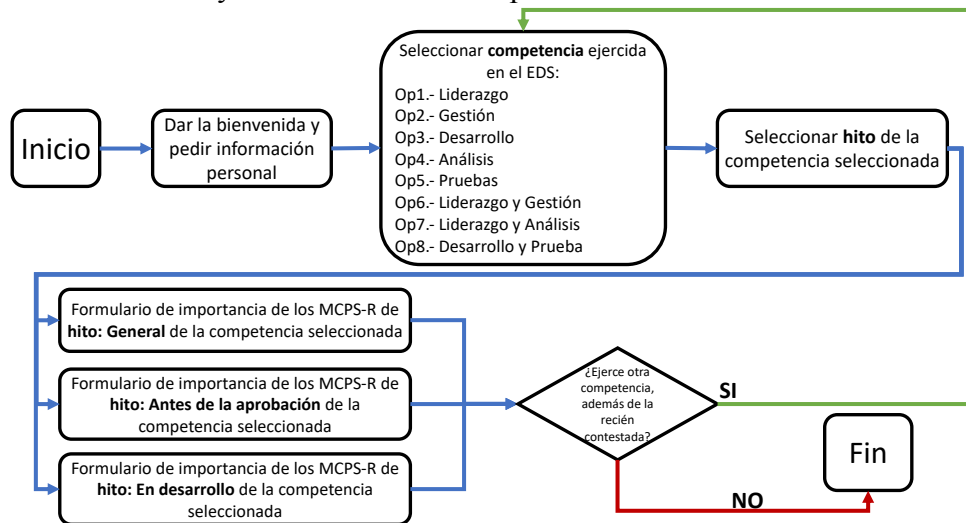 Inicio
Dar la bienvenida y
pedir información
personal
Seleccionar competencia ejercida
en el EDS:
Op1.- Liderazgo
Op2.- Gestión
Op3.- Desarrollo
Op4.- Análisis
Op5.- Pruebas
Op6.- Liderazgo y Gestión
Op7.- Liderazgo y Análisis
Op8.- Desarrollo y Prueba
Seleccionar hito de la
competencia seleccionada
Formulario de importancia de los MCPS-R de
hito: General de la competencia seleccionada
Formulario de importancia de los MCPS-R de
hito: Antes de la aprobación de la
competencia seleccionada
Formulario de importancia de los MCPS-R de
hito: En desarrollo de la competencia
seleccionada
¿Ejerce otra
competencia,
además de la
recién
contestada?
SI
NO
Fin